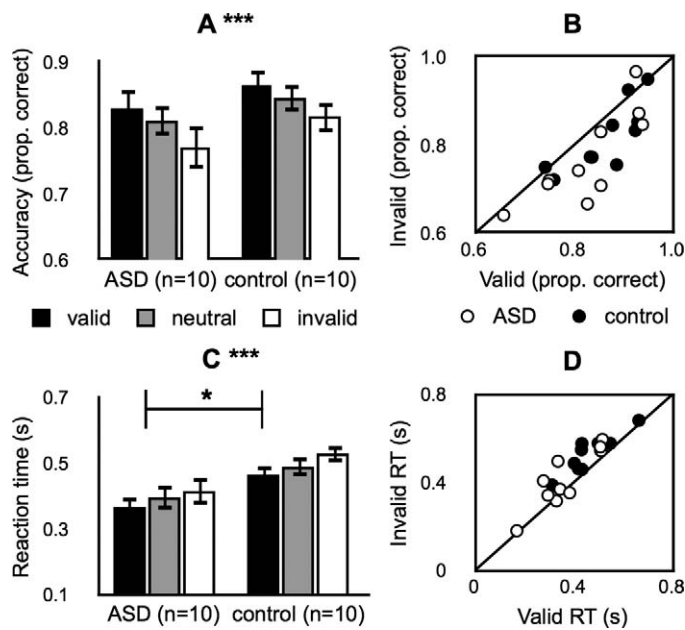 A ***
Accuracy (prop. correct)
0.9
0.8
0.7
0.6
ASD (n=10) control (n=10)
B
Invalid (prop. correct)
1.0
0.8
0.6
0.6 0.8 1.0
Valid (prop. correct)
valid neutral invalid
ASD control
C ***
Reaction time (s)
0.7
0.5
0.3
0.1
*
ASD (n=10) control (n=10)
D
Invalid RT (s)
0.8
0.4
0
0 0.4 0.8
Valid RT (s)